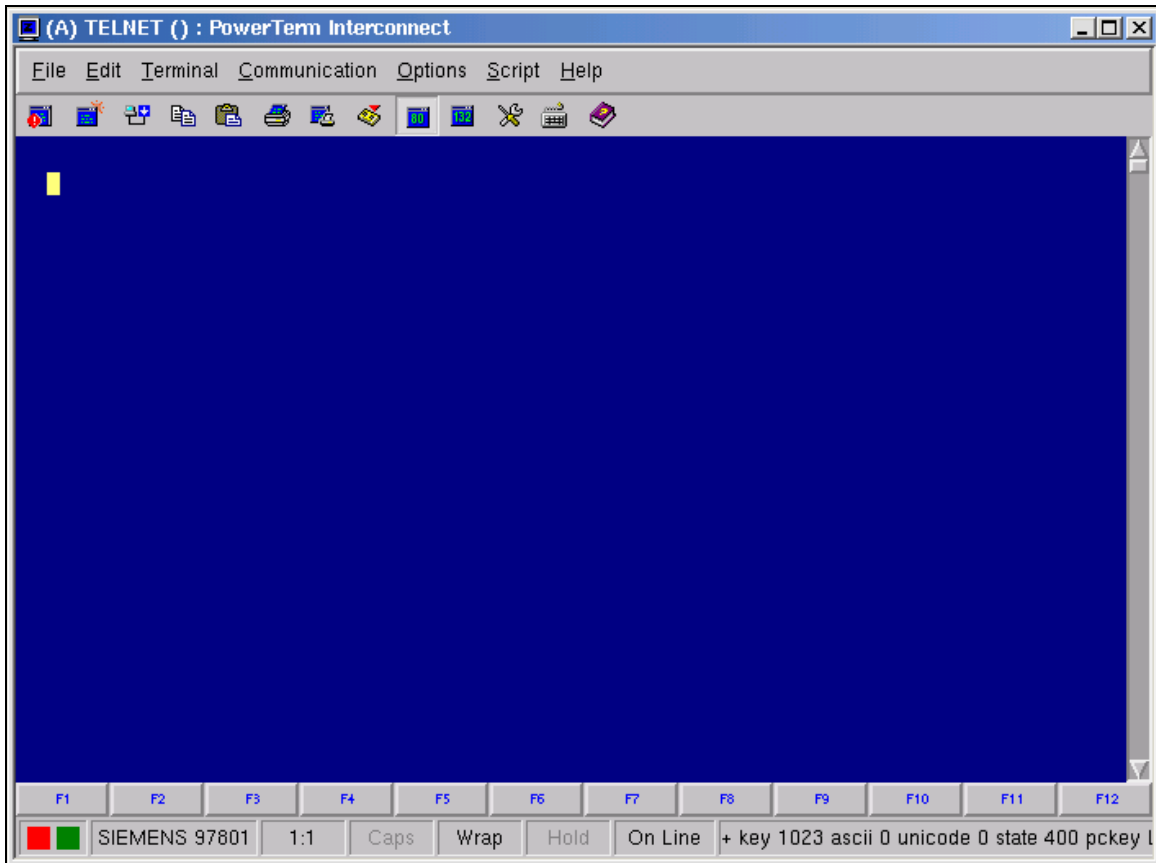 (A) TELNET () : PowerTerm Interconnect
File Edit Terminal Communication Options Script Help
80 132
F1 F2 F3 F4 F5 F6 F7 F8 F9 F10 F11 F12
SIEMENS 97801 1:1 Caps Wrap Hold On Line + key 1023 ascii 0 unicode 0 state 400 pckey